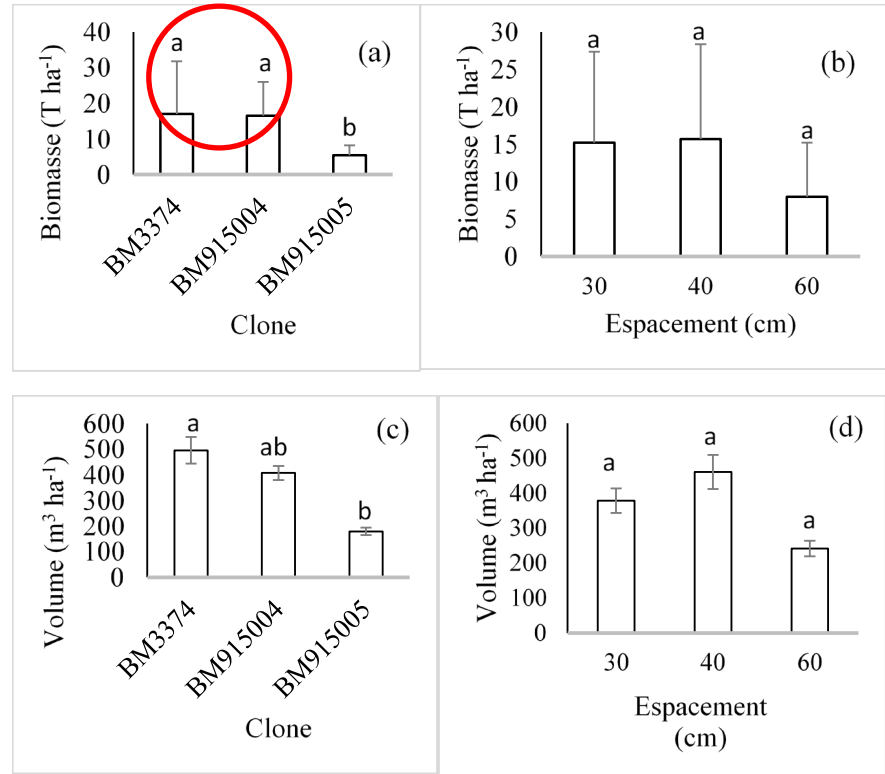 (a)
Biomasse (T ha-1)
40
30
20
10
0
a
a
b
BM3374
BM915004
BM915005
Clone
(b)
Biomasse (T ha-1)
30
25
20
15
10
5
0
a
a
a
30 40 60
Espacement (cm)
(c)
Volume (m³ ha-1)
600
500
400
300
200
100
0
a
ab
b
BM3374
BM915004
BM915005
Clone
(d)
Volume (m³ ha-1)
600
500
400
300
200
100
0
a
a
a
30 40 60
Espacement
(cm)